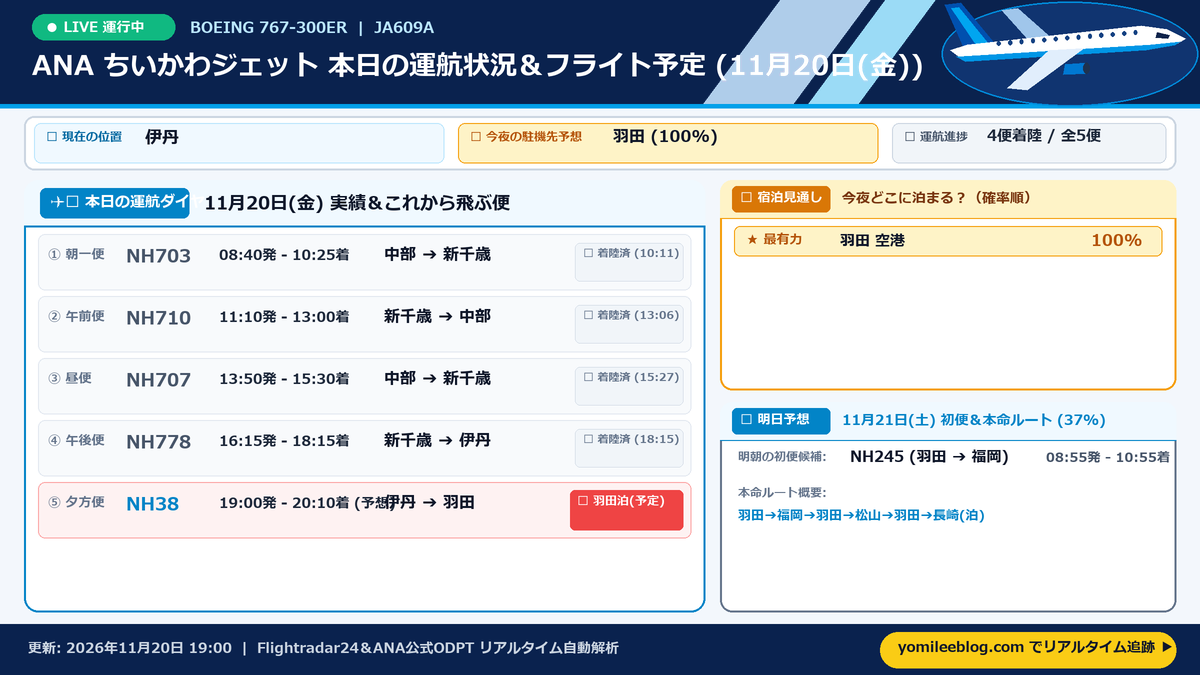 ● LIVE 運行中 BOEING 767-300ER | JA609A
ANA ちいかわジェット 本日の運航状況＆フライト予定 (11月20日(金))
□ 現在の位置 伊丹
□ 今夜の駐機先予想 羽田 (100%)
□ 運航進捗 4便着陸 / 全5便
✈□ 本日の運航ダイ 11月20日(金) 実績＆これから飛ぶ便
① 朝一便 NH703 08:40発 - 10:25着 中部 → 新千歳 □ 着陸済 (10:11)
② 午前便 NH710 11:10発 - 13:00着 新千歳 → 中部 □ 着陸済 (13:06)
③ 昼便 NH707 13:50発 - 15:30着 中部 → 新千歳 □ 着陸済 (15:27)
④ 午後便 NH778 16:15発 - 18:15着 新千歳 → 伊丹 □ 着陸済 (18:15)
⑤ 夕方便 NH38 19:00発 - 20:10着 (予想 伊丹 → 羽田 □ 羽田泊(予定)
□ 宿泊見通し 今夜どこに泊まる？（確率順）
★ 最有力 羽田 空港 100%
□ 明日予想 11月21日(土) 初便＆本命ルート (37%)
明朝の初便候補: NH245 (羽田 → 福岡) 08:55発 - 10:55着
本命ルート概要:
羽田→福岡→羽田→松山→羽田→長崎(泊)
更新: 2026年11月20日 19:00 | Flightradar24＆ANA公式ODPT リアルタイム自動解析
yomileeblog.com でリアルタイム追跡 ▶